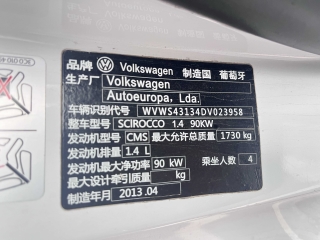 品牌 Volkswagen 制造国 葡萄牙
生产厂 Volkswagen
Autoeuropa, Lda.
车辆识别代号 WVWS43134DV023958
整车型号 SCIROCCO 1.4 90KW
发动机型号 CMS 最大允许总质量 1730 kg
发动机排量 1.4 L
发动机最大净功率 90 kW 乘坐人数 4
最大设计牵引质量 kg
制造年月 2013.04